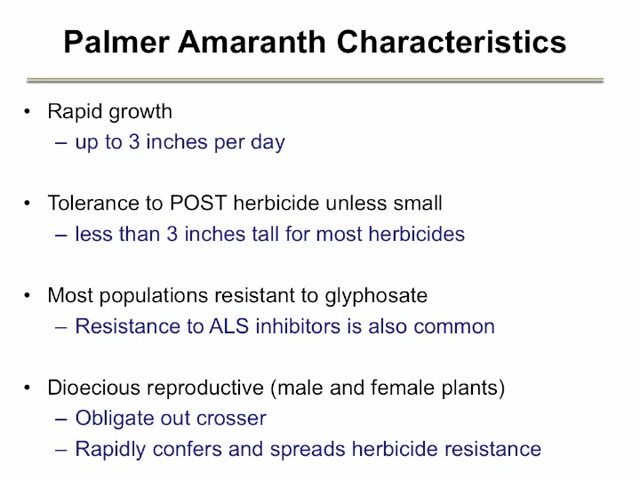 Palmer Amaranth Characteristics
• Rapid growth
– up to 3 inches per day
• Tolerance to POST herbicide unless small
– less than 3 inches tall for most herbicides
• Most populations resistant to glyphosate
– Resistance to ALS inhibitors is also common
• Dioecious reproductive (male and female plants)
– Obligate out crosser
– Rapidly confers and spreads herbicide resistance